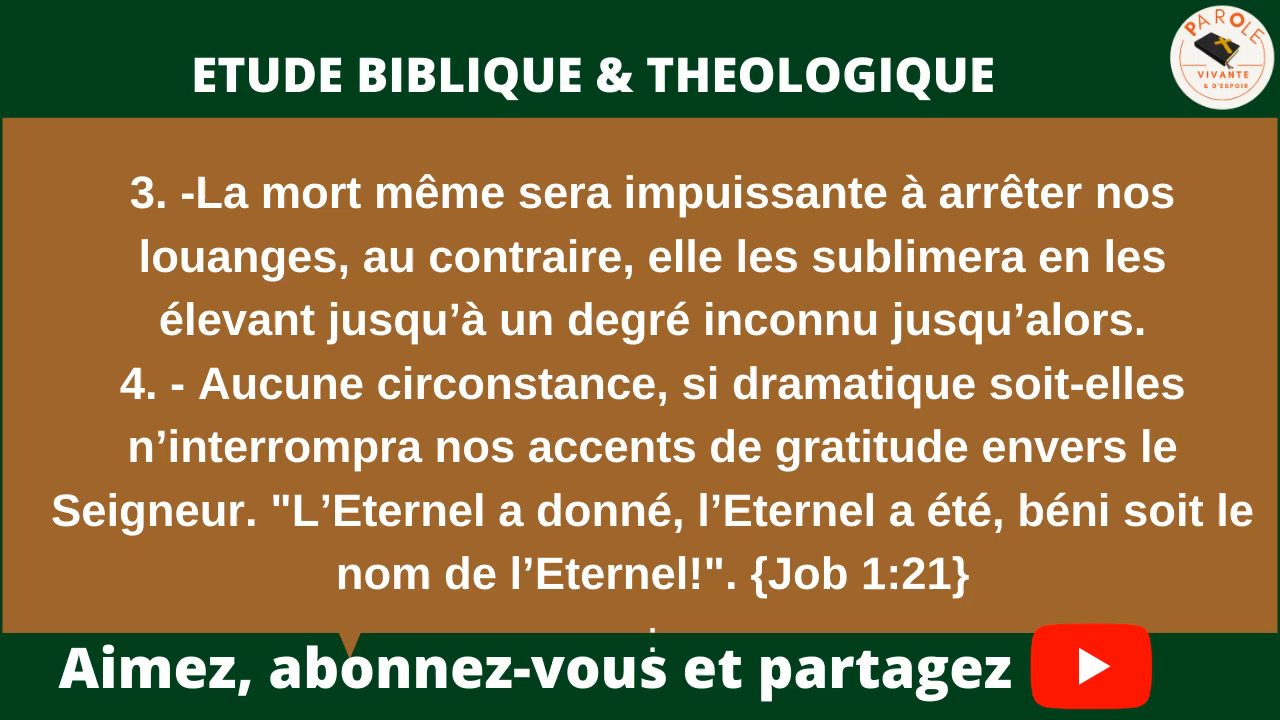 PAROLE
VIVANTE
& D'ESPOIR
ETUDE BIBLIQUE & THEOLOGIQUE
3. -La mort même sera impuissante à arrêter nos
louanges, au contraire, elle les sublimera en les
élevant jusqu’à un degré inconnu jusqu’alors.
4. - Aucune circonstance, si dramatique soit-elles
n’interrompra nos accents de gratitude envers le
Seigneur. "L’Eternel a donné, l’Eternel a été, béni soit le
nom de l’Eternel!". {Job 1:21}
.
Aimez, abonnez-vous et partagez